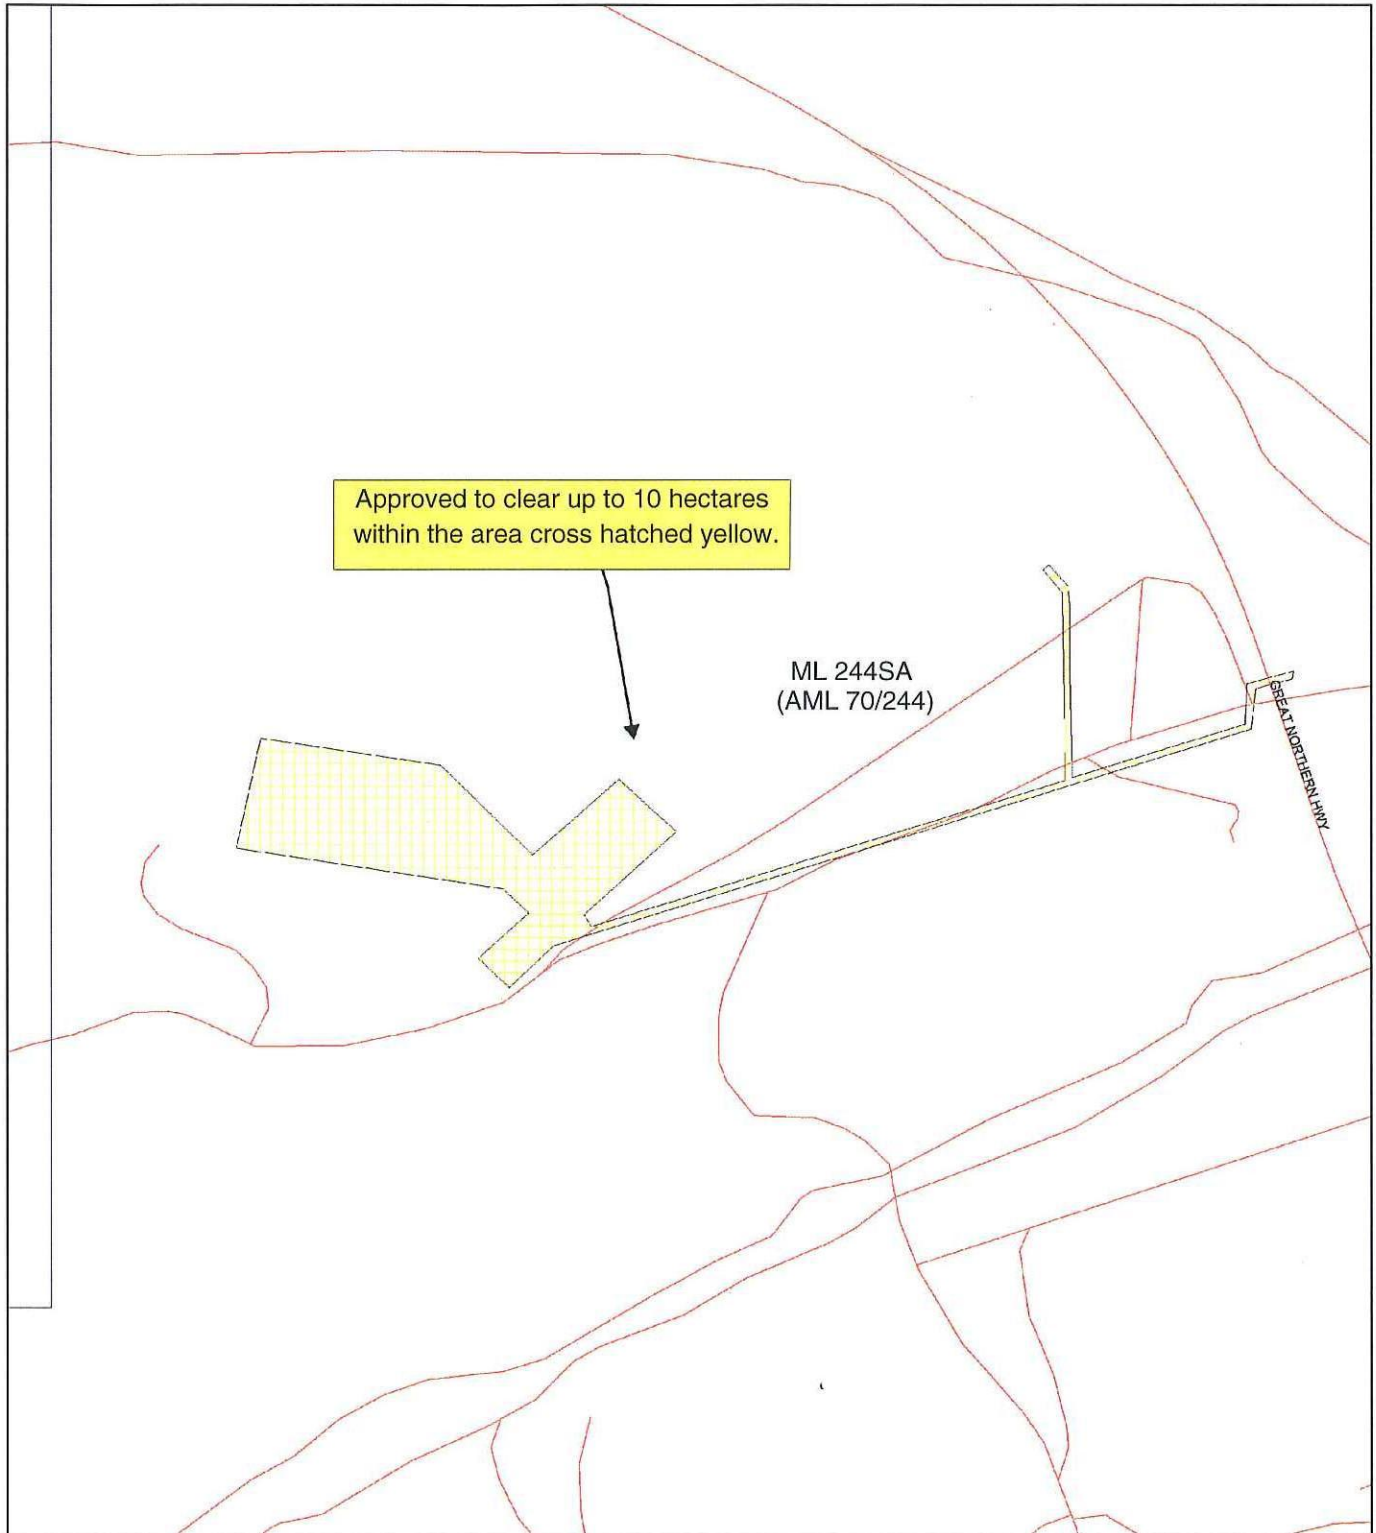 Approved to clear up to 10 hectares
within the area cross hatched yellow.
ML 244SA
(AML 70/244)
GREAT NORTHERN HWY